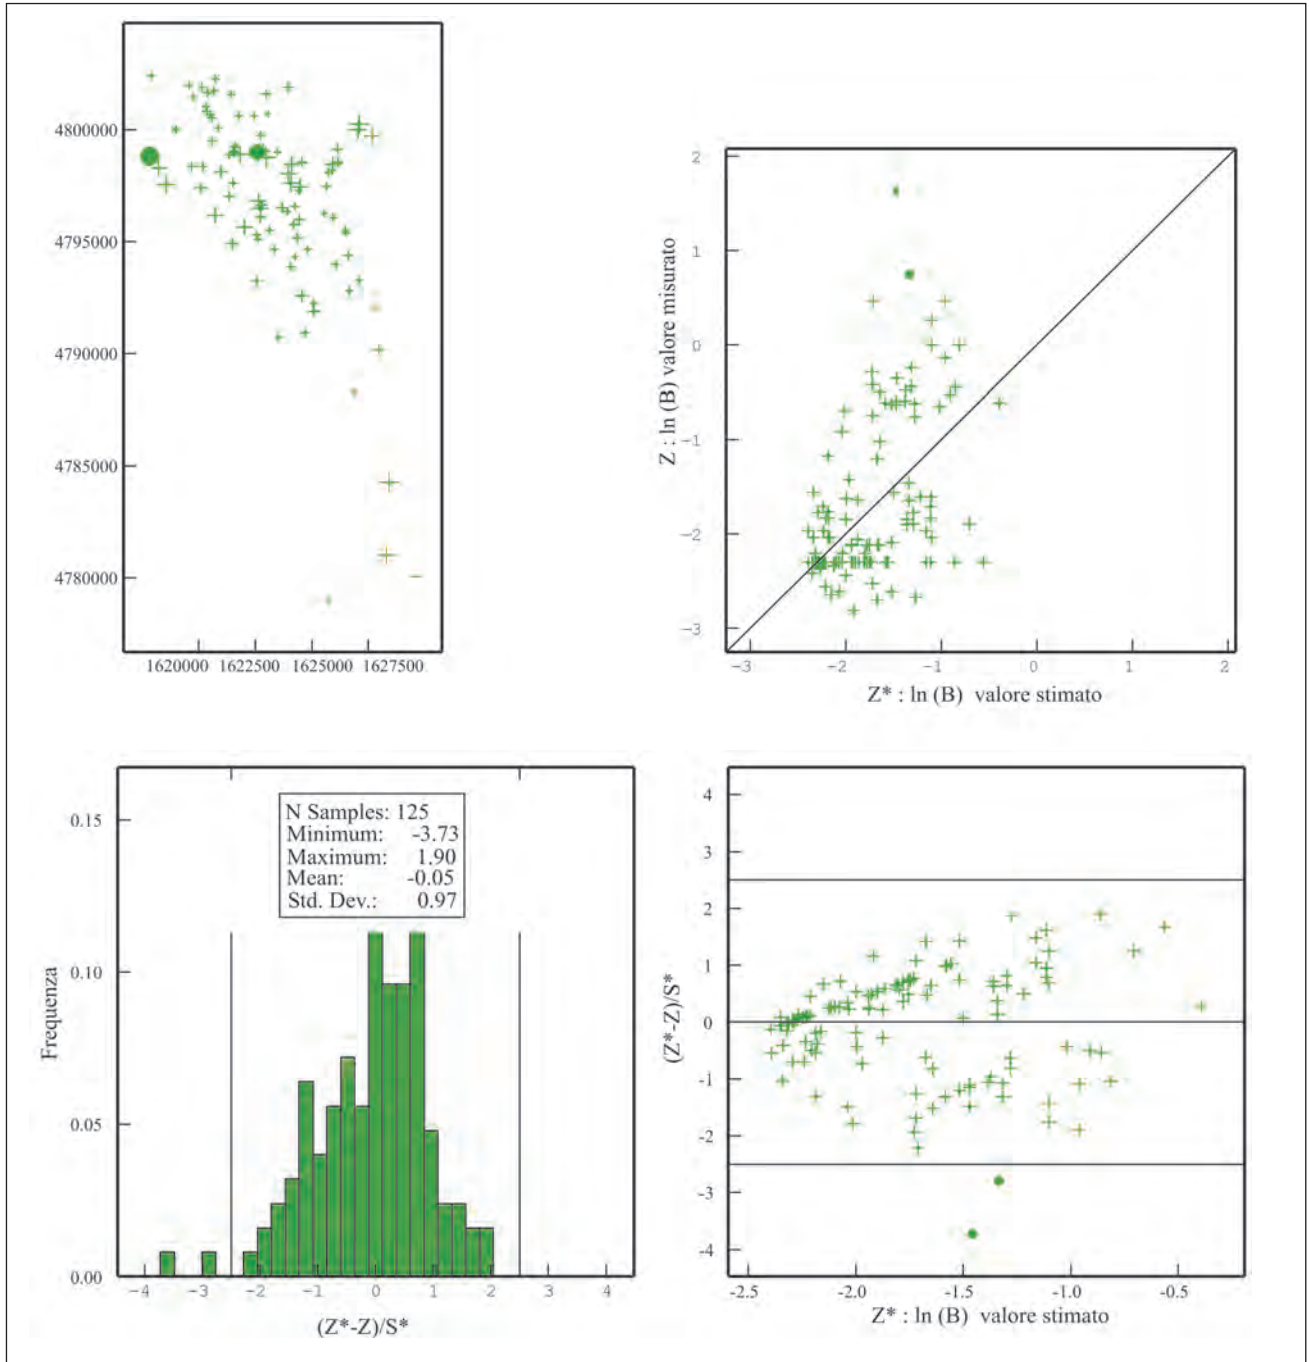 4800000
4795000
4790000
4785000
4780000
1620000 1622500 1625000 1627500
Z : ln (B) valore misurato
2
1
0
−1
−2
−3
−3 −2 −1 0 1 2
Z* : ln (B) valore stimato
Frequenza
0.15
0.10
0.05
0.00
N Samples: 125
Minimum: -3.73
Maximum: 1.90
Mean: -0.05
Std. Dev.: 0.97
−4 −3 −2 −1 0 1 2 3 4
(Z*-Z)/S*
(Z*-Z)/S*
4
3
2
1
0
-1
-2
-3
-4
-2.5 -2.0 -1.5 -1.0 -0.5
Z* : ln (B) valore stimato